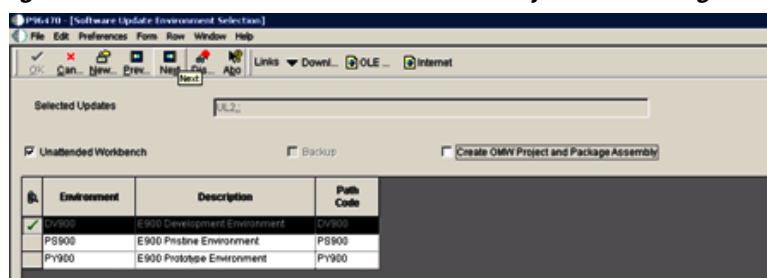 P96470 - [Software Update Environment Selection]
File Edit Preferences Form Row Window Help
OK Can... New... Prev... Next Dis... Abo Links Downl... OLE ... Internet
Next
Selected Updates UL2,;
Unattended Workbench Backup Create OMW Project and Package Assembly
Environment Description Path Code
DV900 E900 Development Environment DV900
PS900 E900 Pristine Environment PS900
PY900 E900 Prototype Environment PY900